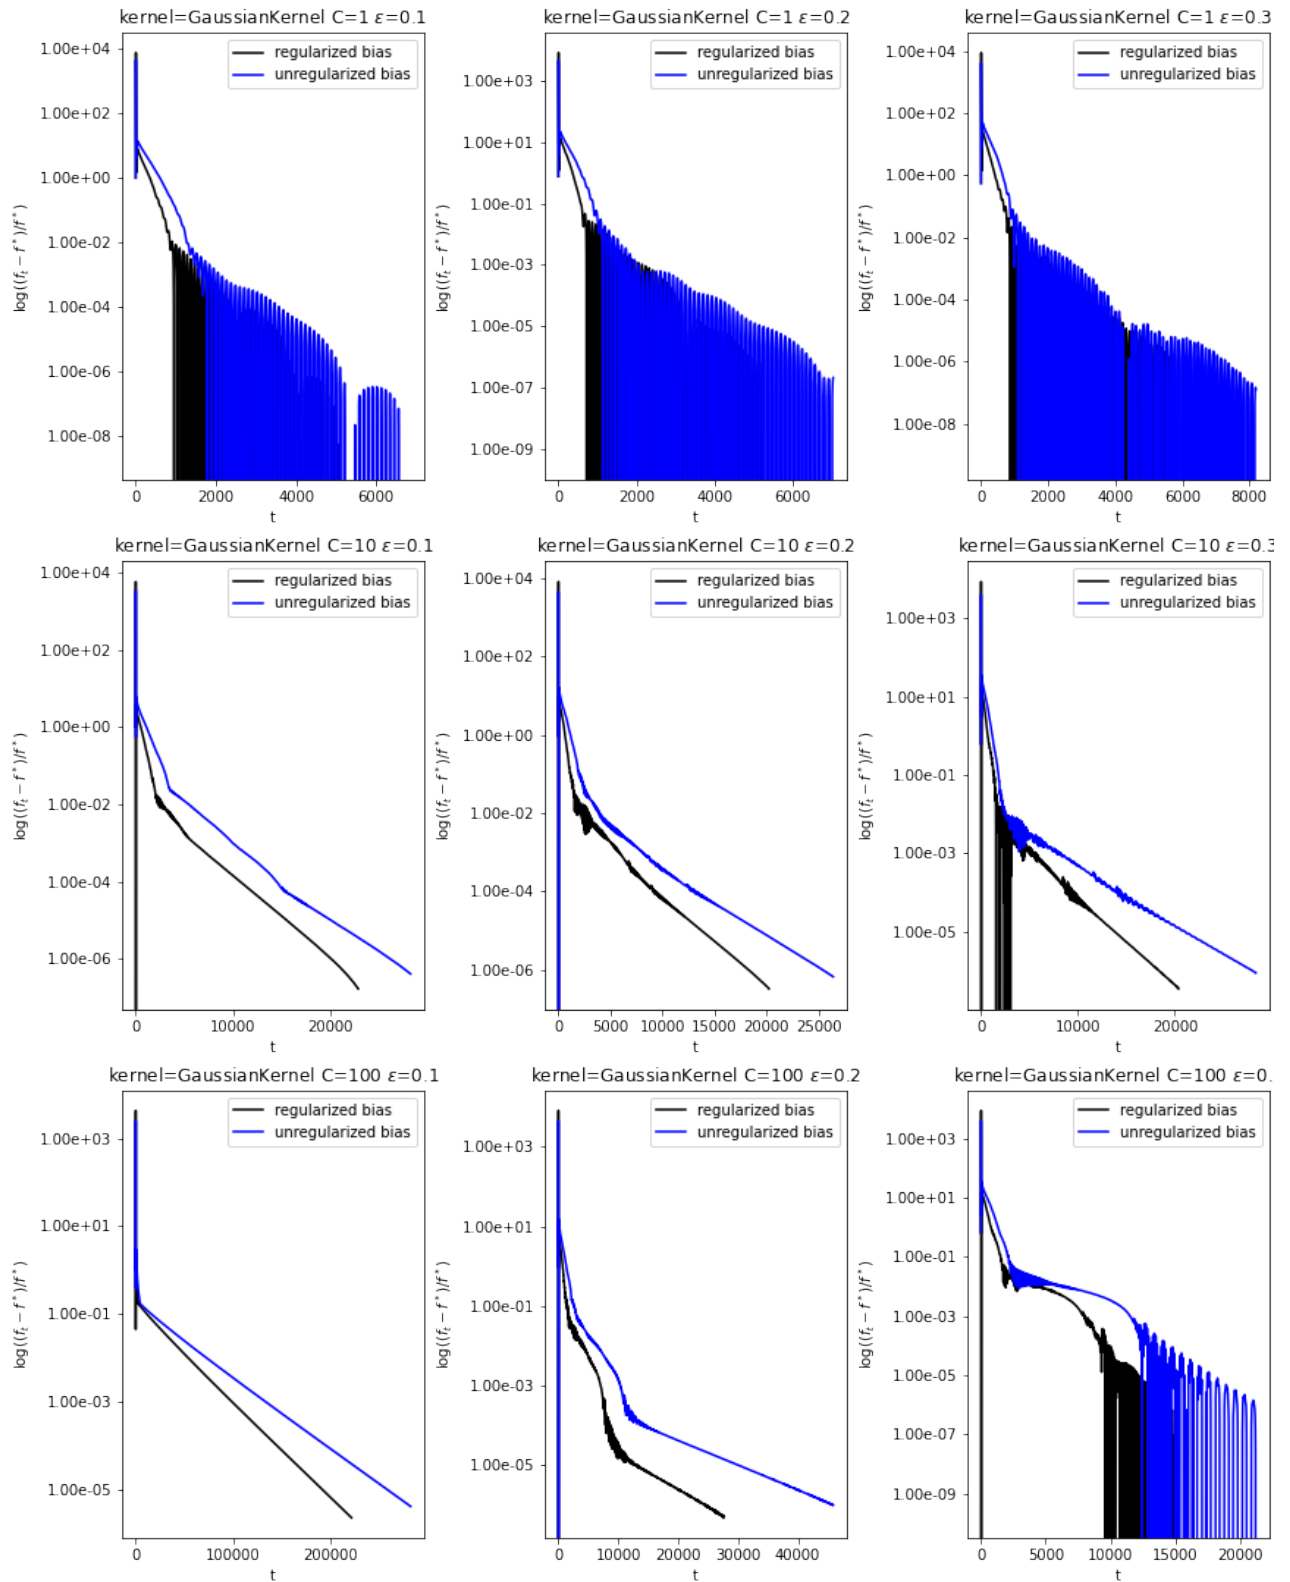 kernel=GaussianKernel C=1 ε=0.1
regularized bias
unregularized bias
1.00e+04
1.00e+02
1.00e+00
1.00e-02
1.00e-04
1.00e-06
1.00e-08
log((f_t − f*)/f*)
0 2000 4000 6000
t
kernel=GaussianKernel C=1 ε=0.2
regularized bias
unregularized bias
1.00e+03
1.00e+01
1.00e-01
1.00e-03
1.00e-05
1.00e-07
1.00e-09
log((f_t − f*)/f*)
0 2000 4000 6000
t
kernel=GaussianKernel C=1 ε=0.3
regularized bias
unregularized bias
1.00e+04
1.00e+02
1.00e+00
1.00e-02
1.00e-04
1.00e-06
1.00e-08
log((f_t − f*)/f*)
0 2000 4000 6000 8000
t
kernel=GaussianKernel C=10 ε=0.1
regularized bias
unregularized bias
1.00e+04
1.00e+02
1.00e+00
1.00e-02
1.00e-04
1.00e-06
log((f_t − f*)/f*)
0 10000 20000
t
kernel=GaussianKernel C=10 ε=0.2
regularized bias
unregularized bias
1.00e+04
1.00e+02
1.00e+00
1.00e-02
1.00e-04
1.00e-06
log((f_t − f*)/f*)
0 5000 10000 15000 20000 25000
t
kernel=GaussianKernel C=10 ε=0.3
regularized bias
unregularized bias
1.00e+03
1.00e+01
1.00e-01
1.00e-03
1.00e-05
log((f_t − f*)/f*)
0 10000 20000
t
kernel=GaussianKernel C=100 ε=0.1
regularized bias
unregularized bias
1.00e+03
1.00e+01
1.00e-01
1.00e-03
1.00e-05
log((f_t − f*)/f*)
0 100000 200000
t
kernel=GaussianKernel C=100 ε=0.2
regularized bias
unregularized bias
1.00e+03
1.00e+01
1.00e-01
1.00e-03
1.00e-05
log((f_t − f*)/f*)
0 10000 20000 30000 40000
t
kernel=GaussianKernel C=100 ε=0.
regularized bias
unregularized bias
1.00e+03
1.00e+01
1.00e-01
1.00e-03
1.00e-05
1.00e-07
1.00e-09
log((f_t − f*)/f*)
0 5000 10000 15000 20000
t